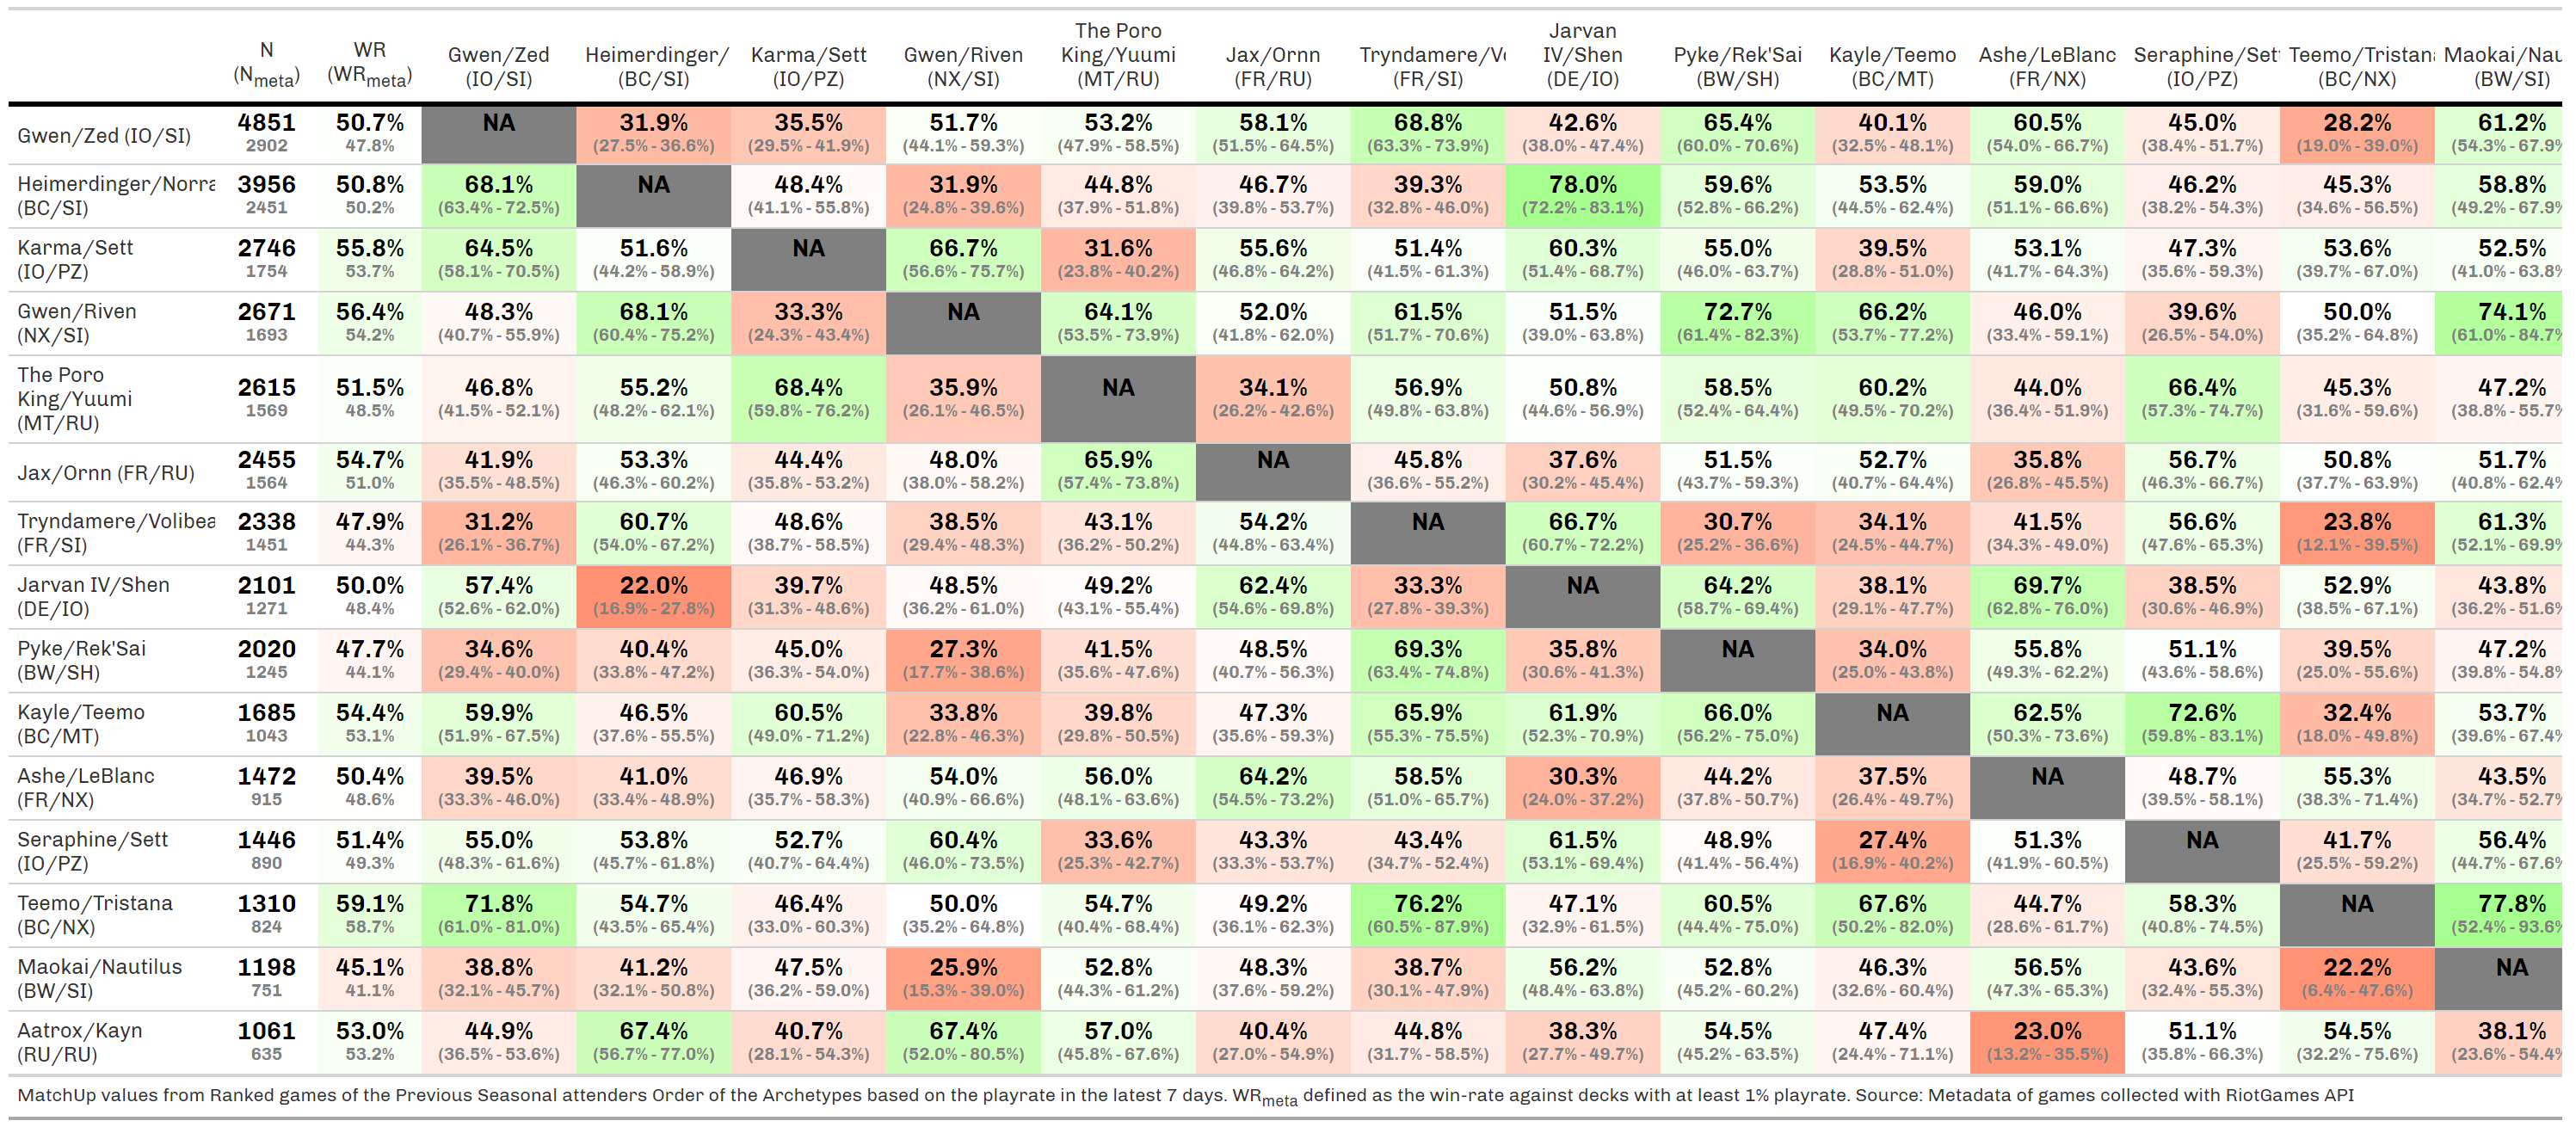 N (N_meta) WR (WR_meta) Gwen/Zed (IO/SI) Heimerdinger/ (BC/SI) Karma/Sett (IO/PZ) Gwen/Riven (NX/SI) The Poro King/Yuumi (MT/RU) Jax/Ornn (FR/RU) Tryndamere/Vo (FR/SI) Jarvan IV/Shen (DE/IO) Pyke/Rek'Sai (BW/SH) Kayle/Teemo (BC/MT) Ashe/LeBlanc (FR/NX) Seraphine/Sett (IO/PZ) Teemo/Tristana (BC/NX) Maokai/Nau (BW/SI)
Gwen/Zed (IO/SI) 4851 50.7% NA 31.9% 35.5% 51.7% 53.2% 58.1% 68.8% 42.6% 65.4% 40.1% 60.5% 45.0% 28.2% 61.2%
2902 47.8% (27.5% - 36.6%) (29.5% - 41.9%) (44.1% - 59.3%) (47.9% - 58.5%) (51.5% - 64.5%) (63.3% - 73.9%) (38.0% - 47.4%) (60.0% - 70.6%) (32.5% - 48.1%) (54.0% - 66.7%) (38.4% - 51.7%) (19.0% - 39.0%) (54.3% - 67.9%
Heimerdinger/Norra 3956 50.8% 68.1% NA 48.4% 31.9% 44.8% 46.7% 39.3% 78.0% 59.6% 53.5% 59.0% 46.2% 45.3% 58.8%
(BC/SI) 2451 50.2% (63.4% - 72.5%) (41.1% - 55.8%) (24.8% - 39.6%) (37.9% - 51.8%) (39.8% - 53.7%) (32.8% - 46.0%) (72.2% - 83.1%) (52.8% - 66.2%) (44.5% - 62.4%) (51.1% - 66.6%) (38.2% - 54.3%) (34.6% - 56.5%) (49.2% - 67.9%
Karma/Sett 2746 55.8% 64.5% 51.6% NA 66.7% 31.6% 55.6% 51.4% 60.3% 55.0% 39.5% 53.1% 47.3% 53.6% 52.5%
(IO/PZ) 1754 53.7% (58.1% - 70.5%) (44.2% - 58.9%) (56.6% - 75.7%) (23.8% - 40.2%) (46.8% - 64.2%) (41.5% - 61.3%) (51.4% - 68.7%) (46.0% - 63.7%) (28.8% - 51.0%) (41.7% - 64.3%) (35.6% - 59.3%) (39.7% - 67.0%) (41.0% - 63.8%
Gwen/Riven 2671 56.4% 48.3% 68.1% 33.3% NA 64.1% 52.0% 61.5% 51.5% 72.7% 66.2% 46.0% 39.6% 50.0% 74.1%
(NX/SI) 1693 54.2% (40.7% - 55.9%) (60.4% - 75.2%) (24.3% - 43.4%) (53.5% - 73.9%) (41.8% - 62.0%) (51.7% - 70.6%) (39.0% - 63.8%) (61.4% - 82.3%) (53.7% - 77.2%) (33.4% - 59.1%) (26.5% - 54.0%) (35.2% - 64.8%) (61.0% - 84.7%
The Poro
King/Yuumi 2615 51.5% 46.8% 55.2% 68.4% 35.9% NA 34.1% 56.9% 50.8% 58.5% 60.2% 44.0% 66.4% 45.3% 47.2%
(MT/RU) 1569 48.5% (41.5% - 52.1%) (48.2% - 62.1%) (59.8% - 76.2%) (26.1% - 46.5%) (26.2% - 42.6%) (49.8% - 63.8%) (44.6% - 56.9%) (52.4% - 64.4%) (49.5% - 70.2%) (36.4% - 51.9%) (57.3% - 74.7%) (31.6% - 59.6%) (38.8% - 55.7%
Jax/Ornn (FR/RU) 2455 54.7% 41.9% 53.3% 44.4% 48.0% 65.9% NA 45.8% 37.6% 51.5% 52.7% 35.8% 56.7% 50.8% 51.7%
1564 51.0% (35.5% - 48.5%) (46.3% - 60.2%) (35.8% - 53.2%) (38.0% - 58.2%) (57.4% - 73.8%) (36.6% - 55.2%) (30.2% - 45.4%) (43.7% - 59.3%) (40.7% - 64.4%) (26.8% - 45.5%) (46.3% - 66.7%) (37.7% - 63.9%) (40.8% - 62.4%
Tryndamere/Volibea 2338 47.9% 31.2% 60.7% 48.6% 38.5% 43.1% 54.2% NA 66.7% 30.7% 34.1% 41.5% 56.6% 23.8% 61.3%
(FR/SI) 1451 44.3% (26.1% - 36.7%) (54.0% - 67.2%) (38.7% - 58.5%) (29.4% - 48.3%) (36.2% - 50.2%) (44.8% - 63.4%) (60.7% - 72.2%) (25.2% - 36.6%) (24.5% - 44.7%) (34.3% - 49.0%) (47.6% - 65.3%) (12.1% - 39.5%) (52.1% - 69.9%
Jarvan IV/Shen 2101 50.0% 57.4% 22.0% 39.7% 48.5% 49.2% 62.4% 33.3% NA 64.2% 38.1% 69.7% 38.5% 52.9% 43.8%
(DE/IO) 1271 48.4% (52.6% - 62.0%) (16.9% - 27.8%) (31.3% - 48.6%) (36.2% - 61.0%) (43.1% - 55.4%) (54.6% - 69.8%) (27.8% - 39.3%) (58.7% - 69.4%) (29.1% - 47.7%) (62.8% - 76.0%) (30.6% - 46.9%) (38.5% - 67.1%) (36.2% - 51.6%
Pyke/Rek'Sai 2020 47.7% 34.6% 40.4% 45.0% 27.3% 41.5% 48.5% 69.3% 35.8% NA 34.0% 55.8% 51.1% 39.5% 47.2%
(BW/SH) 1245 44.1% (29.4% - 40.0%) (33.8% - 47.2%) (36.3% - 54.0%) (17.7% - 38.6%) (35.6% - 47.6%) (40.7% - 56.3%) (63.4% - 74.8%) (30.6% - 41.3%) (25.0% - 43.8%) (49.3% - 62.2%) (43.6% - 58.6%) (25.0% - 55.6%) (39.8% - 54.8%
Kayle/Teemo 1685 54.4% 59.9% 46.5% 60.5% 33.8% 39.8% 47.3% 65.9% 61.9% 66.0% NA 62.5% 72.6% 32.4% 53.7%
(BC/MT) 1043 53.1% (51.9% - 67.5%) (37.6% - 55.5%) (49.0% - 71.2%) (22.8% - 46.3%) (29.8% - 50.5%) (35.6% - 59.3%) (55.3% - 75.5%) (52.3% - 70.9%) (56.2% - 75.0%) (50.3% - 73.6%) (59.8% - 83.1%) (18.0% - 49.8%) (39.6% - 67.4%
Ashe/LeBlanc 1472 50.4% 39.5% 41.0% 46.9% 54.0% 56.0% 64.2% 58.5% 30.3% 44.2% 37.5% NA 48.7% 55.3% 43.5%
(FR/NX) 915 48.6% (33.3% - 46.0%) (33.4% - 48.9%) (35.7% - 58.3%) (40.9% - 66.6%) (48.1% - 63.6%) (54.5% - 73.2%) (51.0% - 65.7%) (24.0% - 37.2%) (37.8% - 50.7%) (26.4% - 49.7%) (39.5% - 58.1%) (38.3% - 71.4%) (34.7% - 52.7%
Seraphine/Sett 1446 51.4% 55.0% 53.8% 52.7% 60.4% 33.6% 43.3% 43.4% 61.5% 48.9% 27.4% 51.3% NA 41.7% 56.4%
(IO/PZ) 890 49.3% (48.3% - 61.6%) (45.7% - 61.8%) (40.7% - 64.4%) (46.0% - 73.5%) (25.3% - 42.7%) (33.3% - 53.7%) (34.7% - 52.4%) (53.1% - 69.4%) (41.4% - 56.4%) (16.9% - 40.2%) (41.9% - 60.5%) (25.5% - 59.2%) (44.7% - 67.6%
Teemo/Tristana 1310 59.1% 71.8% 54.7% 46.4% 50.0% 54.7% 49.2% 76.2% 47.1% 60.5% 67.6% 44.7% 58.3% NA 77.8%
(BC/NX) 824 58.7% (61.0% - 81.0%) (43.5% - 65.4%) (33.0% - 60.3%) (35.2% - 64.8%) (40.4% - 68.4%) (36.1% - 62.3%) (60.5% - 87.9%) (32.9% - 61.5%) (44.4% - 75.0%) (50.2% - 82.0%) (28.6% - 61.7%) (40.8% - 74.5%) (52.4% - 93.6%
Maokai/Nautilus 1198 45.1% 38.8% 41.2% 47.5% 25.9% 52.8% 48.3% 38.7% 56.2% 52.8% 46.3% 56.5% 43.6% 22.2% NA
(BW/SI) 751 41.1% (32.1% - 45.7%) (32.1% - 50.8%) (36.2% - 59.0%) (15.3% - 39.0%) (44.3% - 61.2%) (37.6% - 59.2%) (30.1% - 47.9%) (48.4% - 63.8%) (45.2% - 60.2%) (32.6% - 60.4%) (47.3% - 65.3%) (32.4% - 55.3%) (6.4% - 47.6%)
Aatrox/Kayn 1061 53.0% 44.9% 67.4% 40.7% 67.4% 57.0% 40.4% 44.8% 38.3% 54.5% 47.4% 23.0% 51.1% 54.5% 38.1%
(RU/RU) 635 53.2% (36.5% - 53.6%) (56.7% - 77.0%) (28.1% - 54.3%) (52.0% - 80.5%) (45.8% - 67.6%) (27.0% - 54.9%) (31.7% - 58.5%) (27.7% - 49.7%) (45.2% - 63.5%) (24.4% - 71.1%) (13.2% - 35.5%) (35.8% - 66.3%) (32.2% - 75.6%) (23.6% - 54.4%
MatchUp values from Ranked games of the Previous Seasonal attenders Order of the Archetypes based on the playrate in the latest 7 days. WR_meta defined as the win-rate against decks with at least 1% playrate. Source: Metadata of games collected with RiotGames API